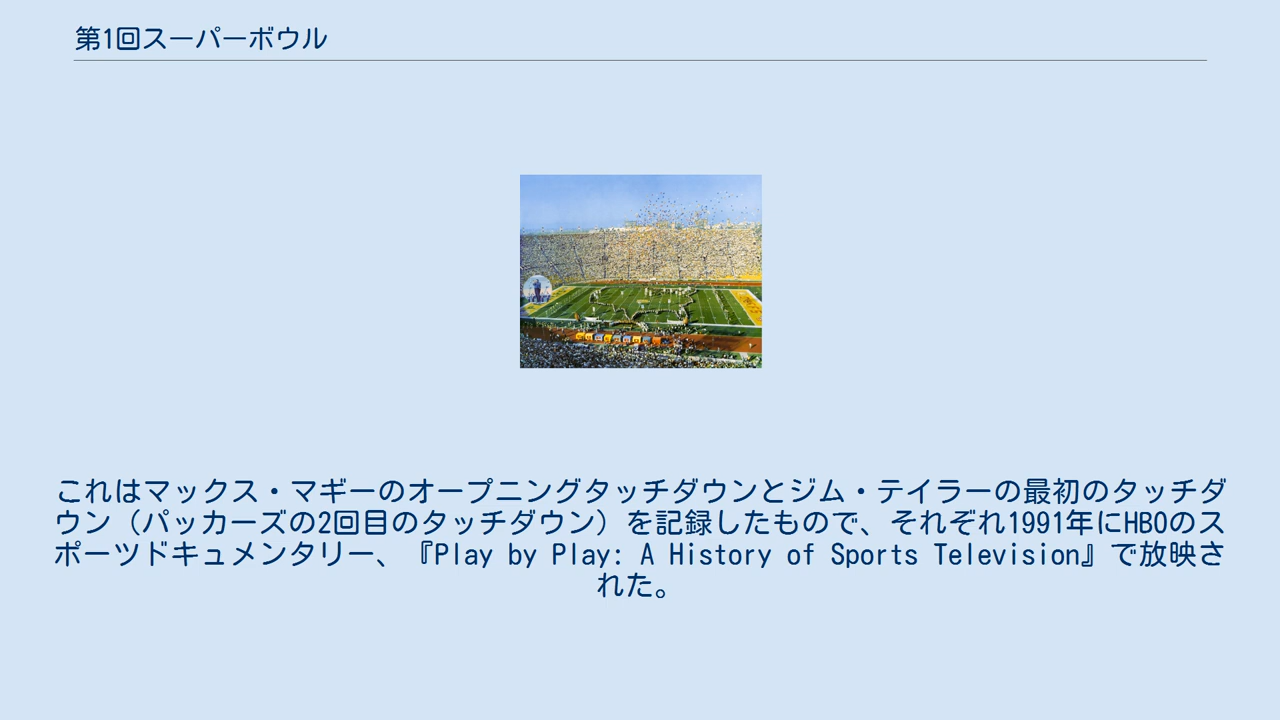 第1回スーパーボウル
これはマックス・マギーのオープニングタッチダウンとジム・テイラーの最初のタッチダ
ウン（パッカーズの2回目のタッチダウン）を記録したもので、それぞれ1991年にHBOのス
ポーツドキュメンタリー、『Play by Play: A History of Sports Television』で放映さ
れた。